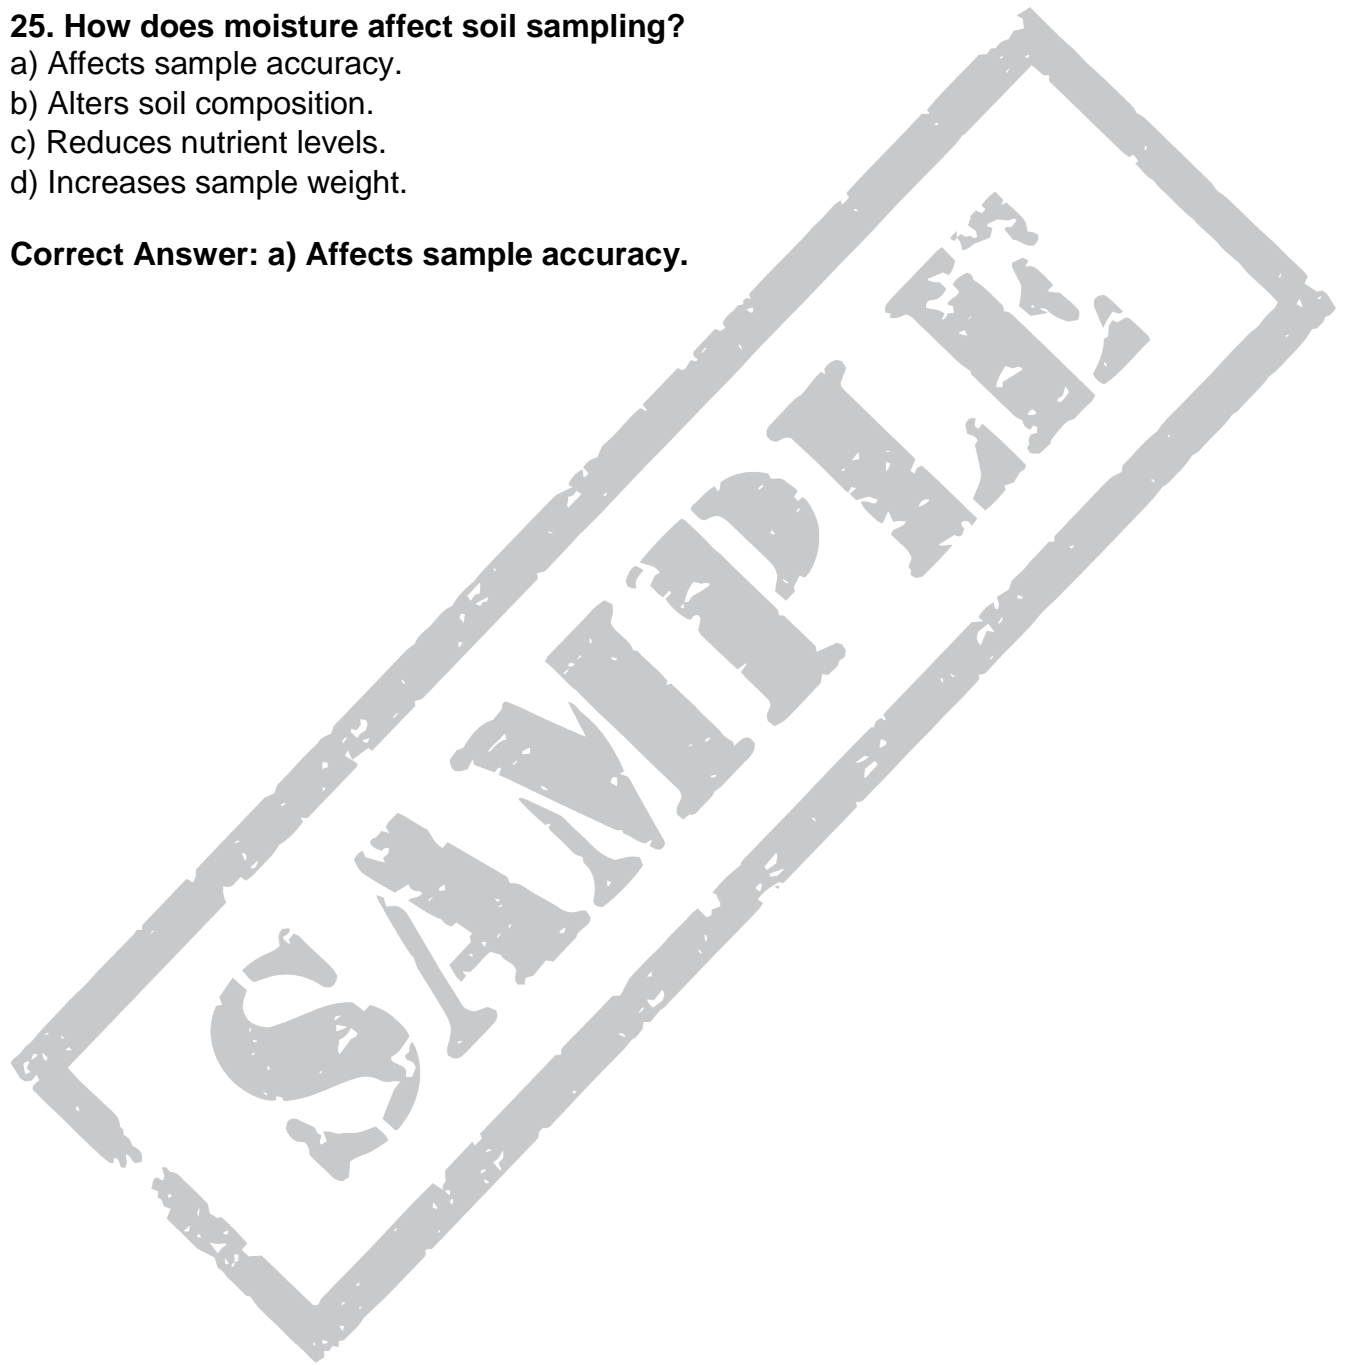 25. How does moisture affect soil sampling?
a) Affects sample accuracy.
b) Alters soil composition.
c) Reduces nutrient levels.
d) Increases sample weight.
Correct Answer: a) Affects sample accuracy.
SAMPLE